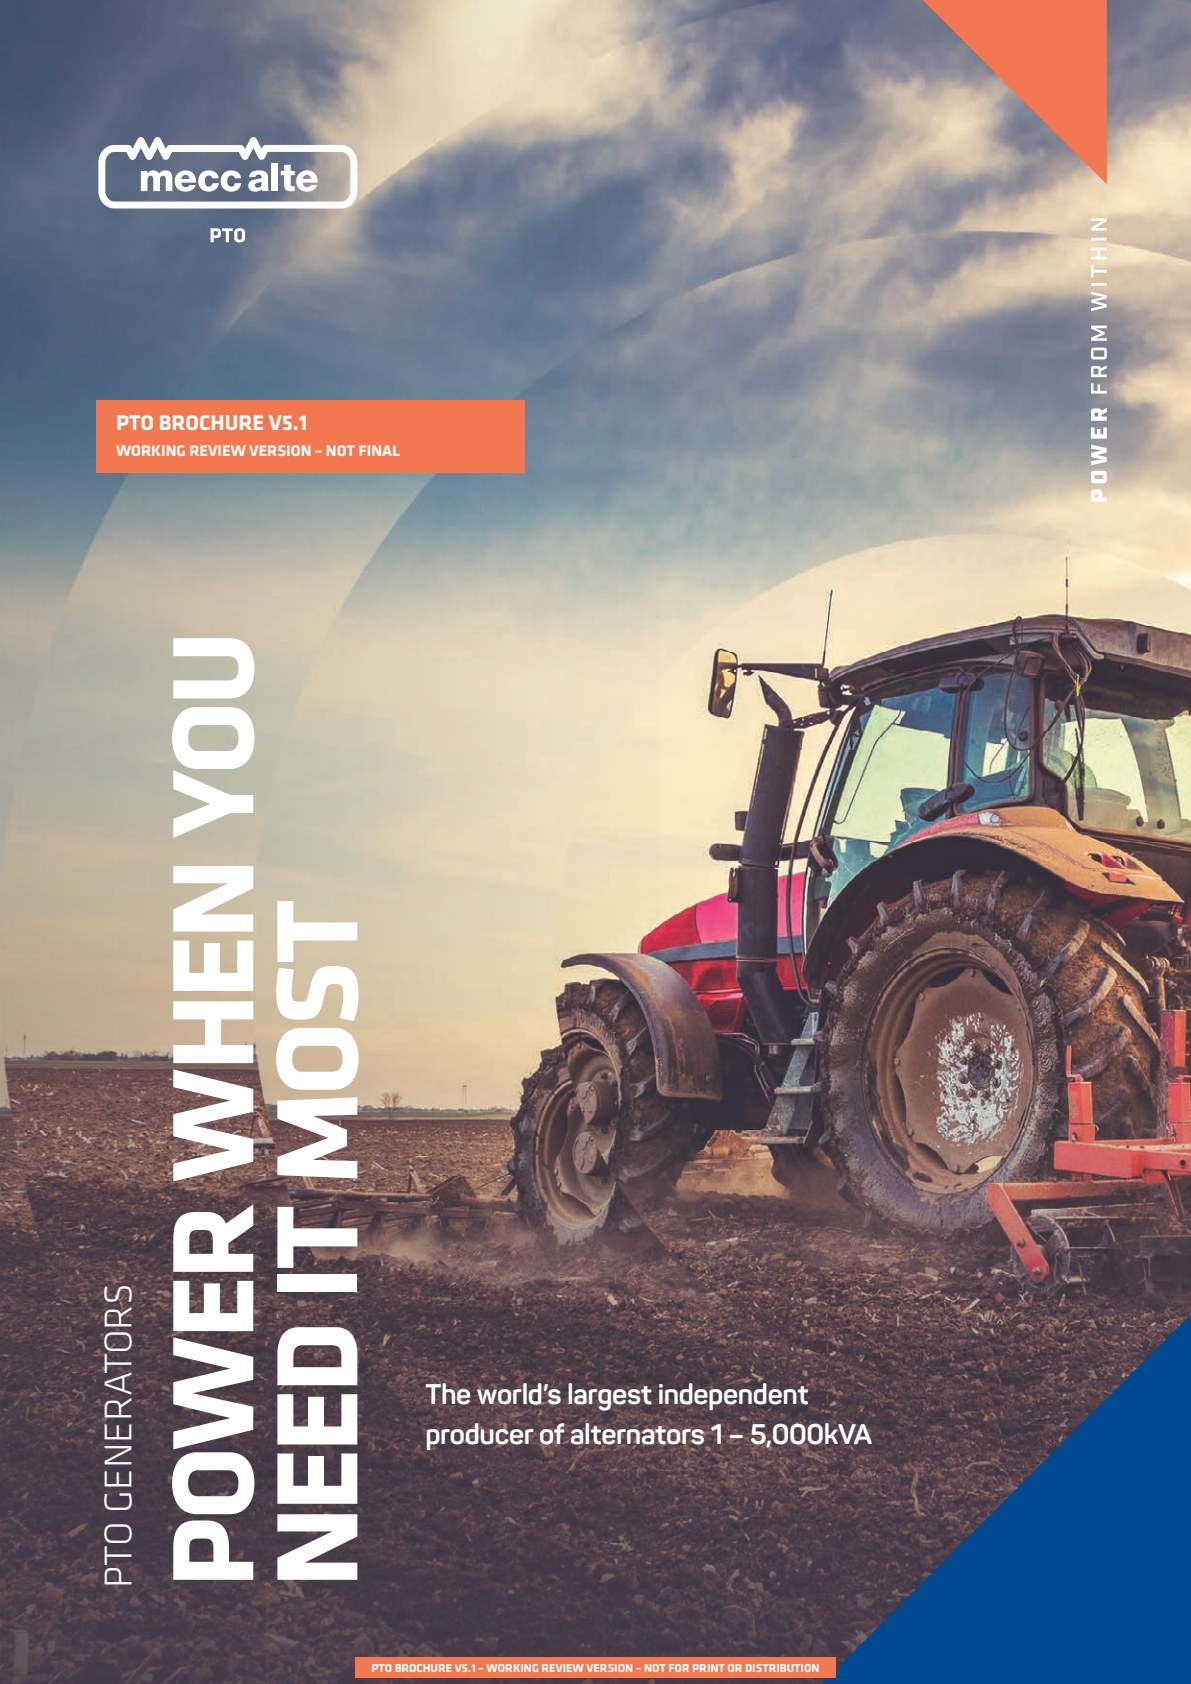 mecc alte
PTO
POWER FROM WITHIN
PTO BROCHURE V5.1
WORKING REVIEW VERSION – NOT FINAL
PTO GENERATORS
POWER WHEN YOU
NEED IT MOST
The world’s largest independent
producer of alternators 1 – 5,000kVA
PTO BROCHURE V5.1 – WORKING REVIEW VERSION – NOT FOR PRINT OR DISTRIBUTION